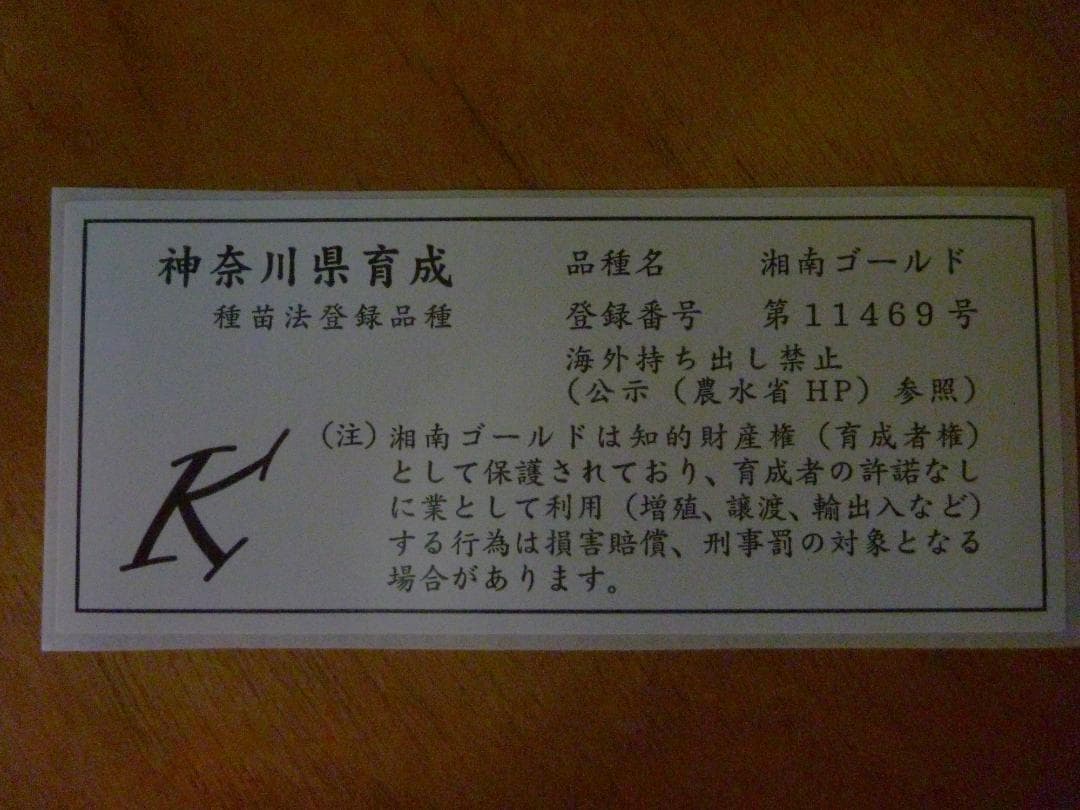 神奈川県育成
種苗法登録品種
品種名 湘南ゴールド
登録番号 第11469号
海外持ち出し禁止
(公示(農水省HP)参照)
K
(注)湘南ゴールドは知的財産権(育成者権)
として保護されており、育成者の許諾なし
に業として利用(増殖、譲渡、輸出入など)
する行為は損害賠償、刑事罰の対象となる
場合があります。